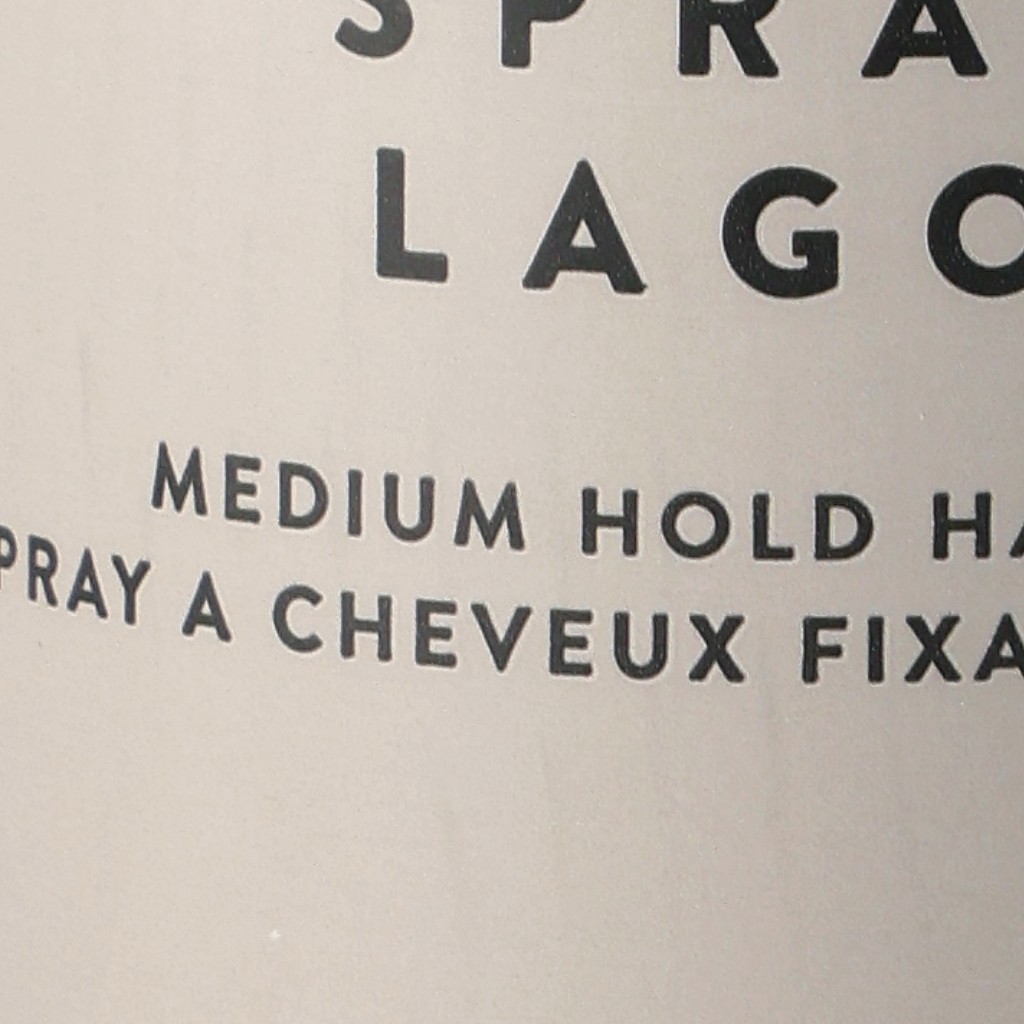 SPRA
LAGO
MEDIUM HOLD HA
PRAY A CHEVEUX FIXA